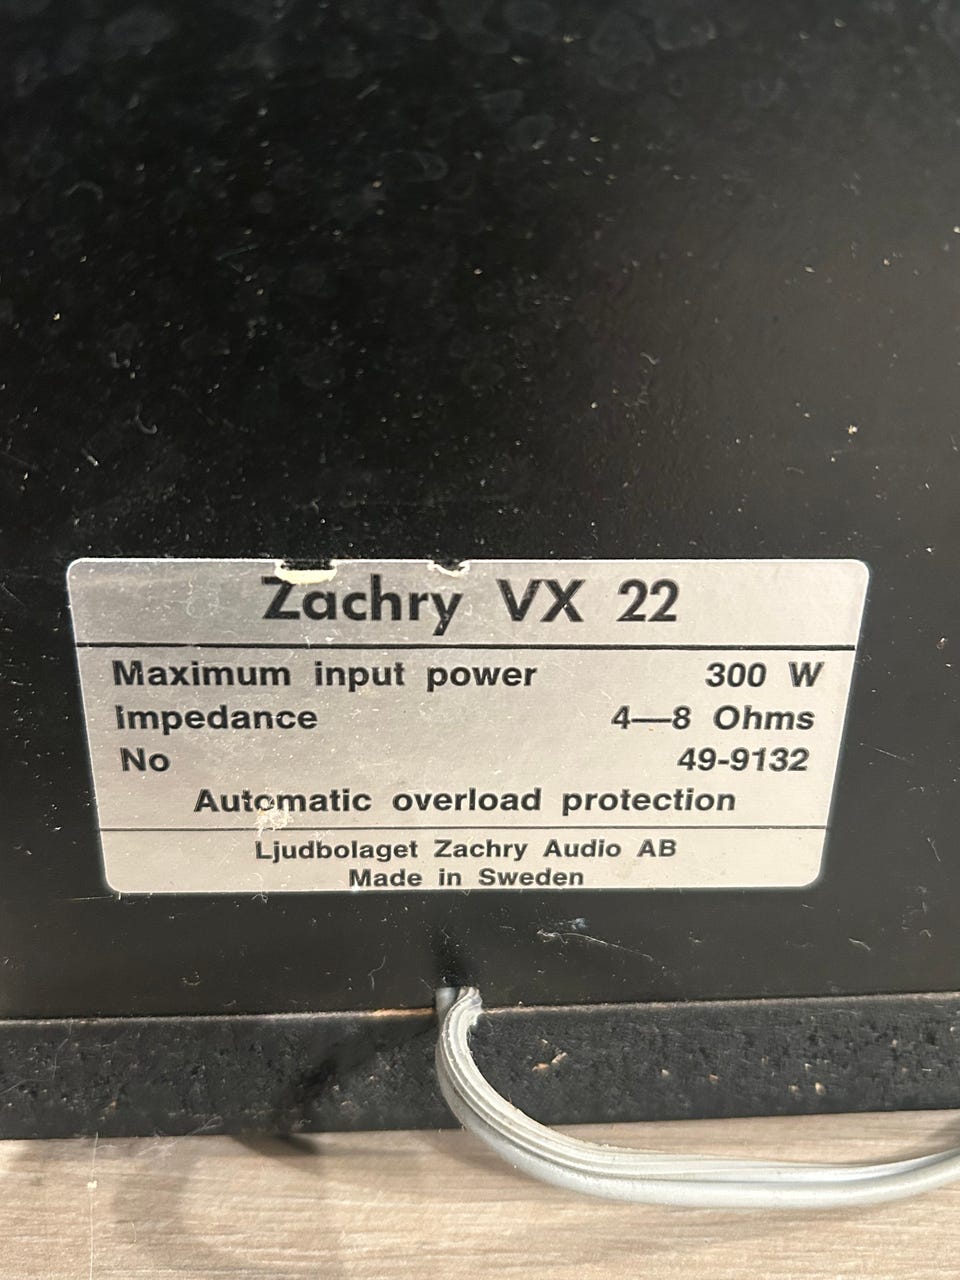 Zachry VX 22
Maximum input power 300 W
Impedance 4—8 Ohms
No 49-9132
Automatic overload protection
Ljudbolaget Zachry Audio AB
Made in Sweden